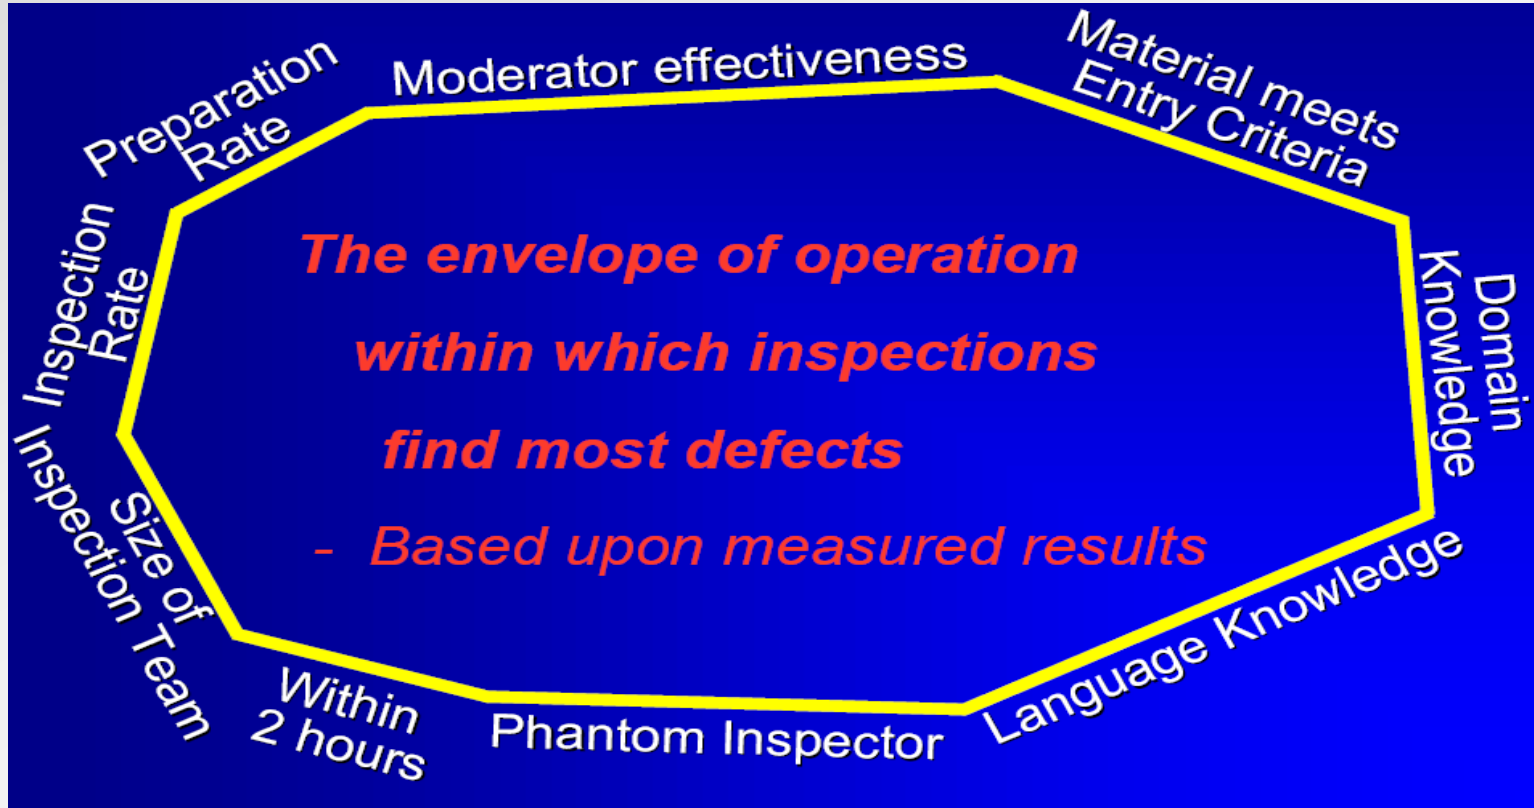 Moderator effectiveness
Material meets
Entry Criteria
Domain
Knowledge
Language Knowledge
Phantom Inspector
Within
2 hours
Size of
Inspection Team
Inspection
Rate
Preparation
Rate
The envelope of operation
within which inspections
find most defects
- Based upon measured results